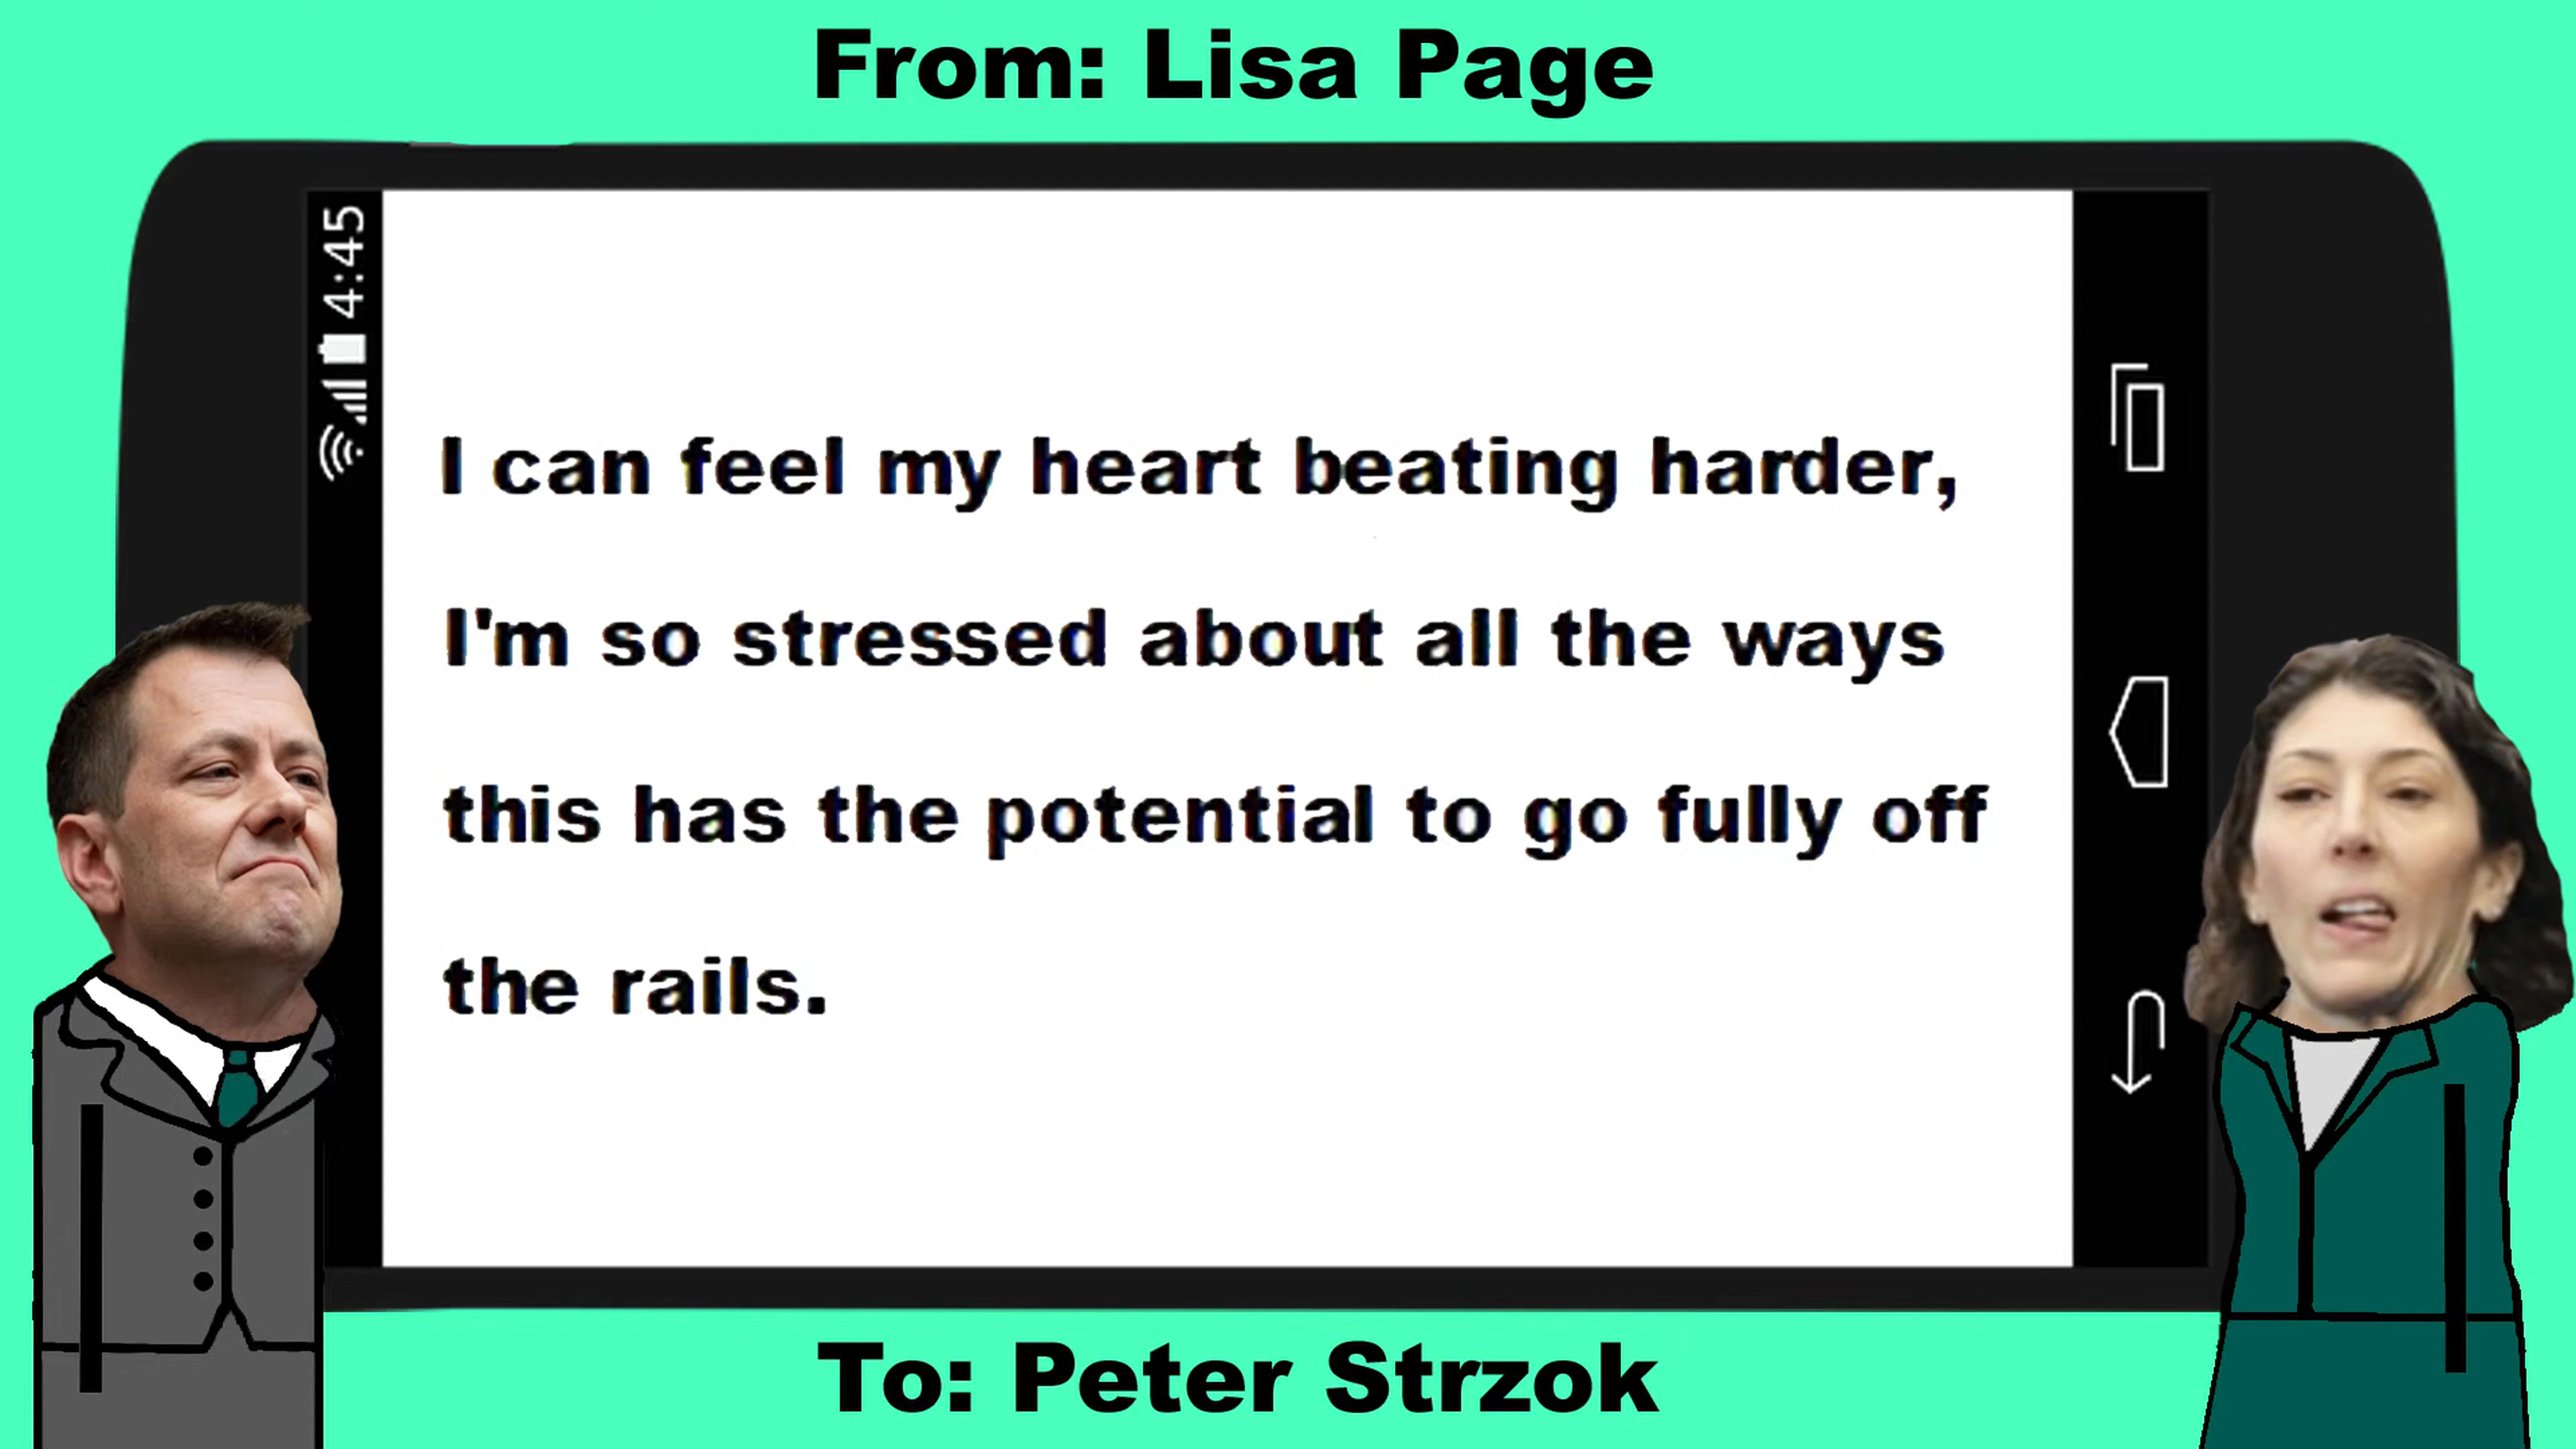 From: Lisa Page
4:45
I can feel my heart beating harder,
I'm so stressed about all the ways
this has the potential to go fully off
the rails.
To: Peter Strzok